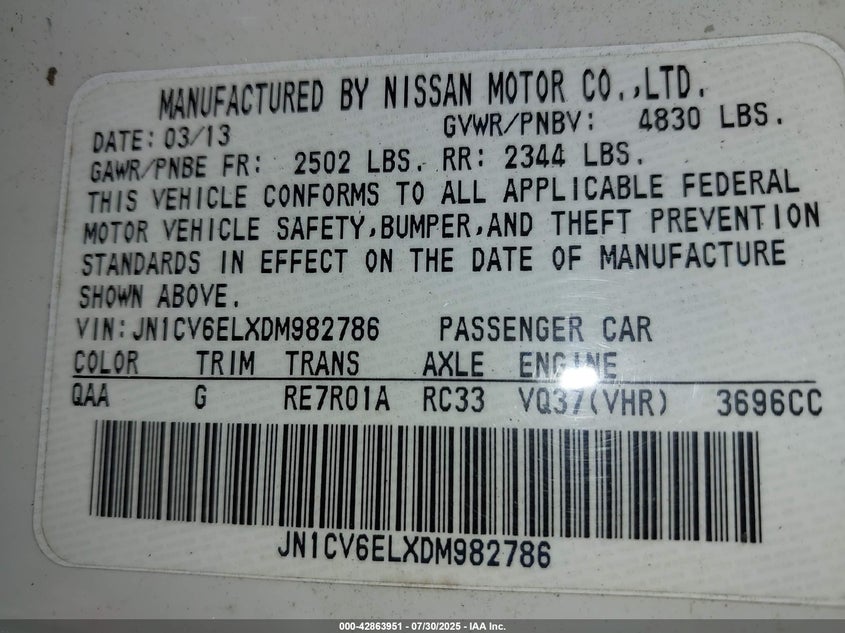 MANUFACTURED BY NISSAN MOTOR CO.,LTD.
DATE: 03/13 GVWR/PNBV: 4830 LBS.
GAWR/PNBE FR: 2502 LBS. RR: 2344 LBS.
THIS VEHICLE CONFORMS TO ALL APPLICABLE FEDERAL
MOTOR VEHICLE SAFETY,BUMPER,AND THEFT PREVENTION
STANDARDS IN EFFECT ON THE DATE OF MANUFACTURE
SHOWN ABOVE.
VIN:JN1CV6ELXDM982786 PASSENGER CAR
COLOR TRIM TRANS AXLE ENGINE
QAA G RE7R01A RC33 VQ37(VHR) 3696CC
JN1CV6ELXDM982786
000-42863951 - 07/30/2025 - IAA Inc.